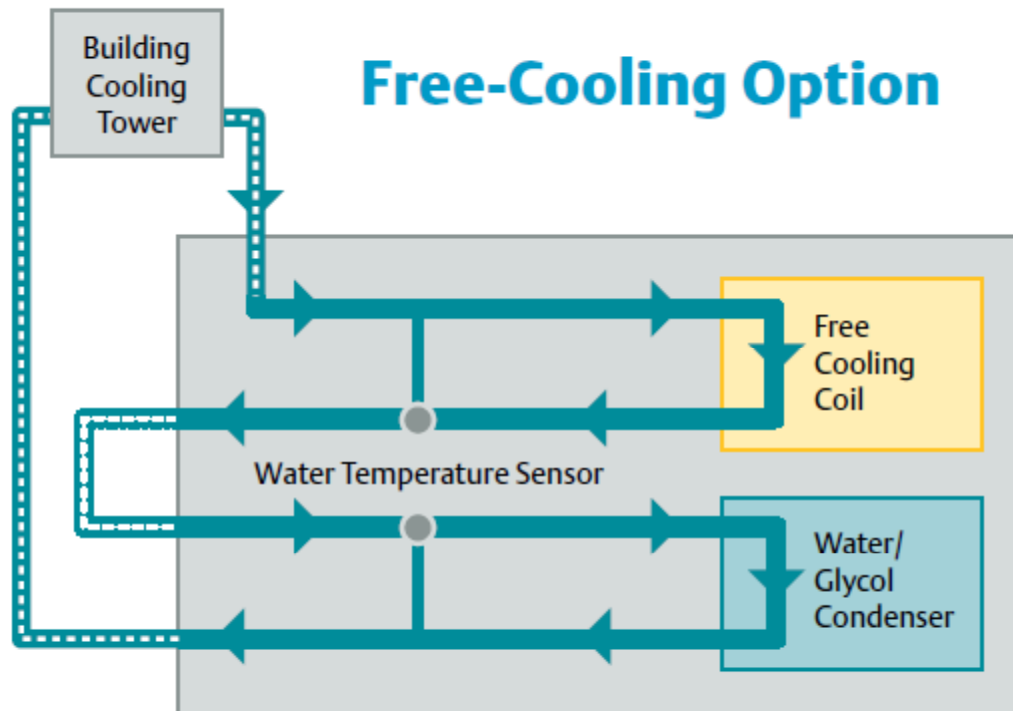 Building
Cooling
Tower
Free-Cooling Option
Free
Cooling
Coil
Water Temperature Sensor
Water/
Glycol
Condenser